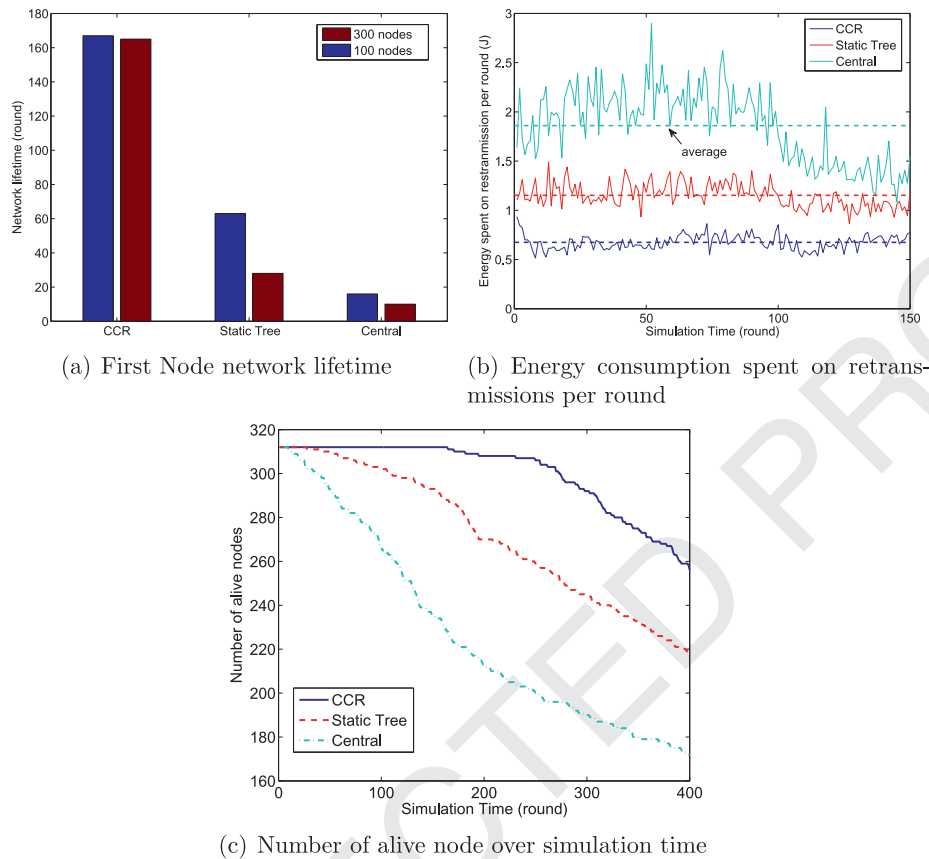 Network lifetime (round)
180
160
140
120
100
80
60
40
20
0
CCR
Static Tree
Central
300 nodes
100 nodes
(a) First Node network lifetime
Energy spent on restranmission per round (J)
3
2.5
2
1.5
1
0.5
0
0
50
100
150
Simulation Time (round)
CCR
Static Tree
Central
average
(b) Energy consumption spent on retrans-
missions per round
Number of alive nodes
320
300
280
260
240
220
200
180
160
0
100
200
300
400
Simulation Time (round)
CCR
Static Tree
Central
(c) Number of alive node over simulation time